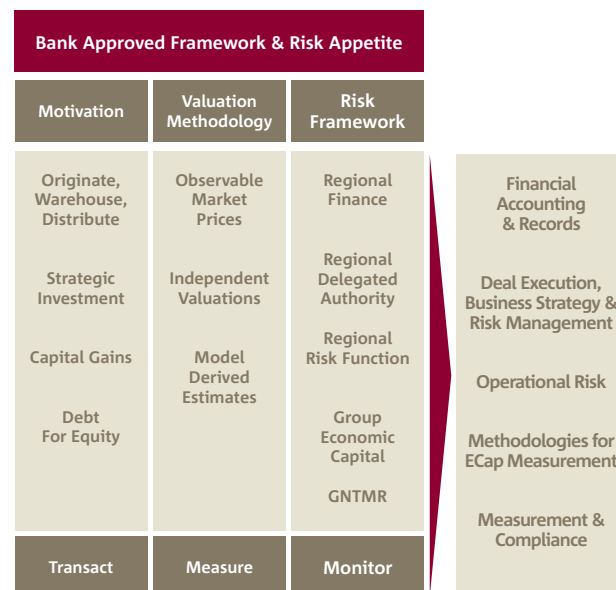 Bank Approved Framework & Risk Appetite
Motivation
Valuation
Methodology
Risk
Framework
Originate,
Warehouse,
Distribute
Strategic
Investment
Capital Gains
Debt
For Equity
Observable
Market
Prices
Independent
Valuations
Model
Derived
Estimates
Regional
Finance
Regional
Delegated
Authority
Regional
Risk Function
Group
Economic
Capital
GNTMR
Transact
Measure
Monitor
Financial
Accounting
& Records
Deal Execution,
Business Strategy &
Risk Management
Operational Risk
Methodologies for
ECap Measurement
Measurement &
Compliance